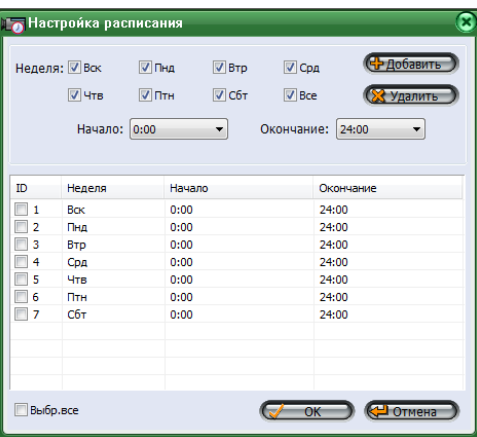 Настройка расписания
Неделя: Вск Пнд Втр Срд Добавить
Чтв Птн Сбт Все Удалить
Начало: 0:00 Окончание: 24:00
ID Неделя Начало Окончание
1 Вск 0:00 24:00
2 Пнд 0:00 24:00
3 Втр 0:00 24:00
4 Срд 0:00 24:00
5 Чтв 0:00 24:00
6 Птн 0:00 24:00
7 Сбт 0:00 24:00
Выбр.все OK Отмена